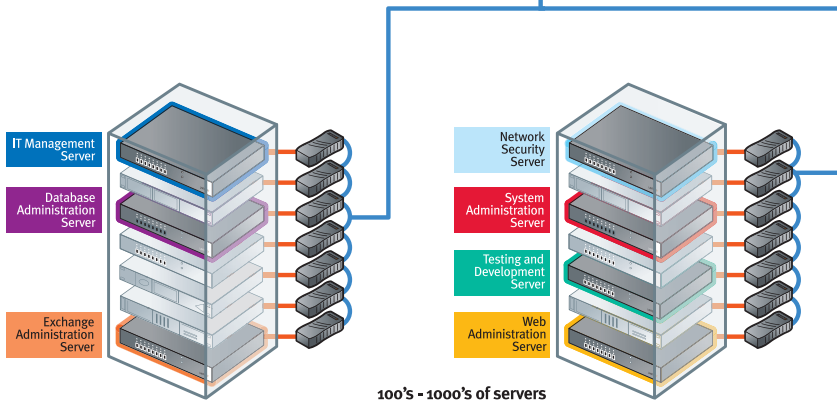 IT Management
Server
Database
Administration
Server
Exchange
Administration
Server
Network
Security
Server
System
Administration
Server
Testing and
Development
Server
Web
Administration
Server
100's - 1000's of servers